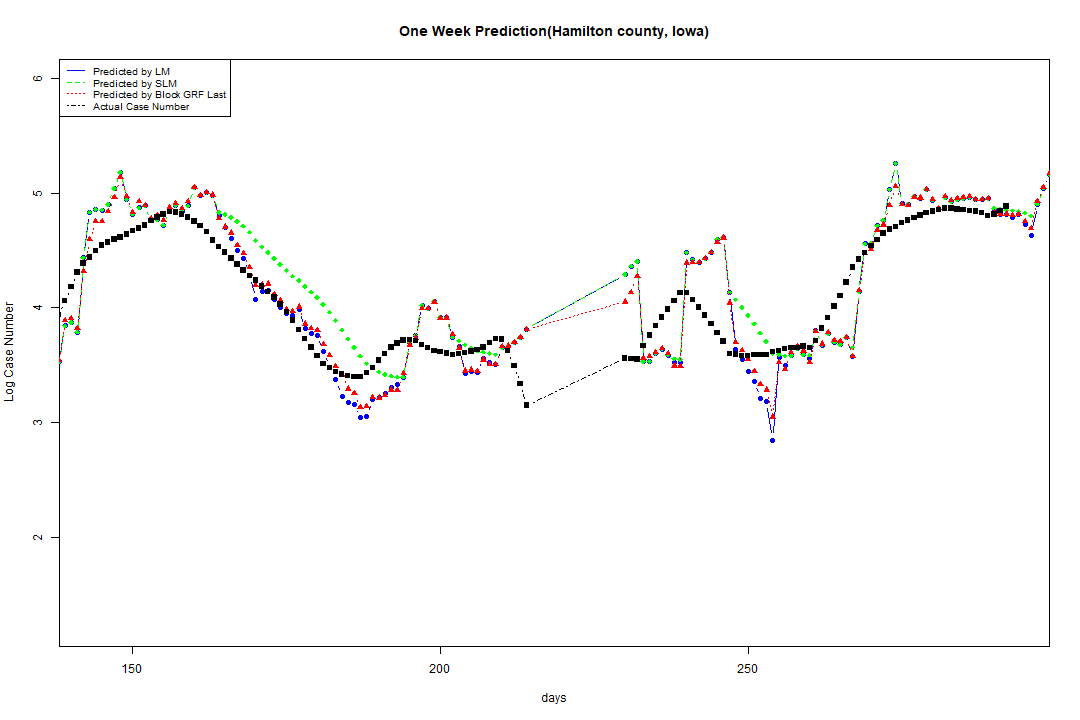 One Week Prediction(Hamilton county, Iowa)
Predicted by LM
Predicted by SLM
Predicted by Block GRF Last
Actual Case Number
6
5
4
3
2
Log Case Number
150
200
250
days